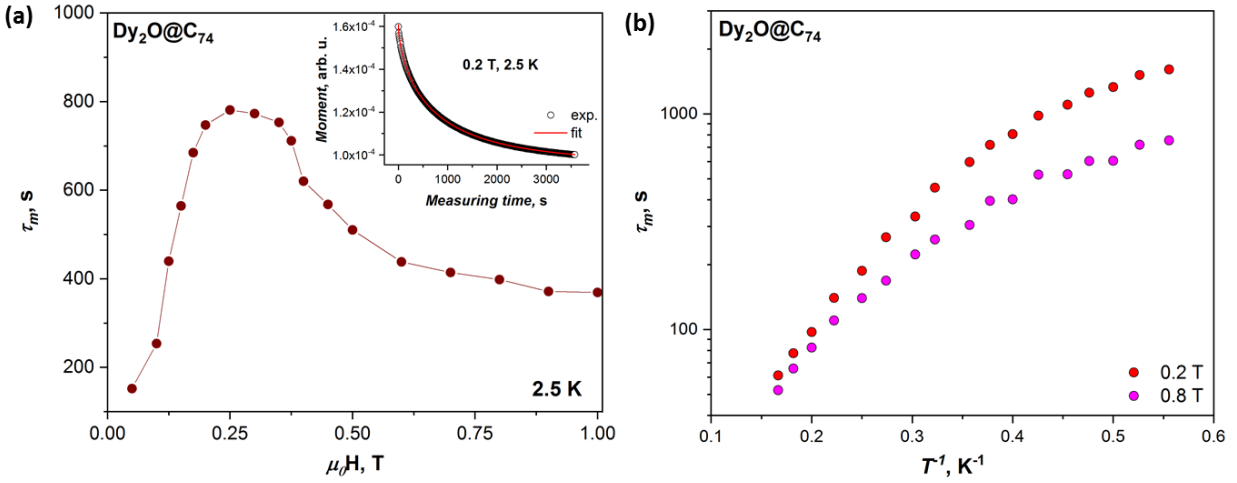 (a)
Dy₂O@C₇₄
1000
800
600
400
200
τₘ, s
0.00
0.25
0.50
0.75
1.00
μ₀H, T
2.5 K
1.6x10⁻⁴
1.4x10⁻⁴
1.2x10⁻⁴
1.0x10⁻⁴
Moment, arb. u.
0.2 T, 2.5 K
exp.
fit
0
1000
2000
3000
Measuring time, s
(b)
Dy₂O@C₇₄
1000
100
τₘ, s
0.1
0.2
0.3
0.4
0.5
0.6
T⁻¹, K⁻¹
0.2 T
0.8 T